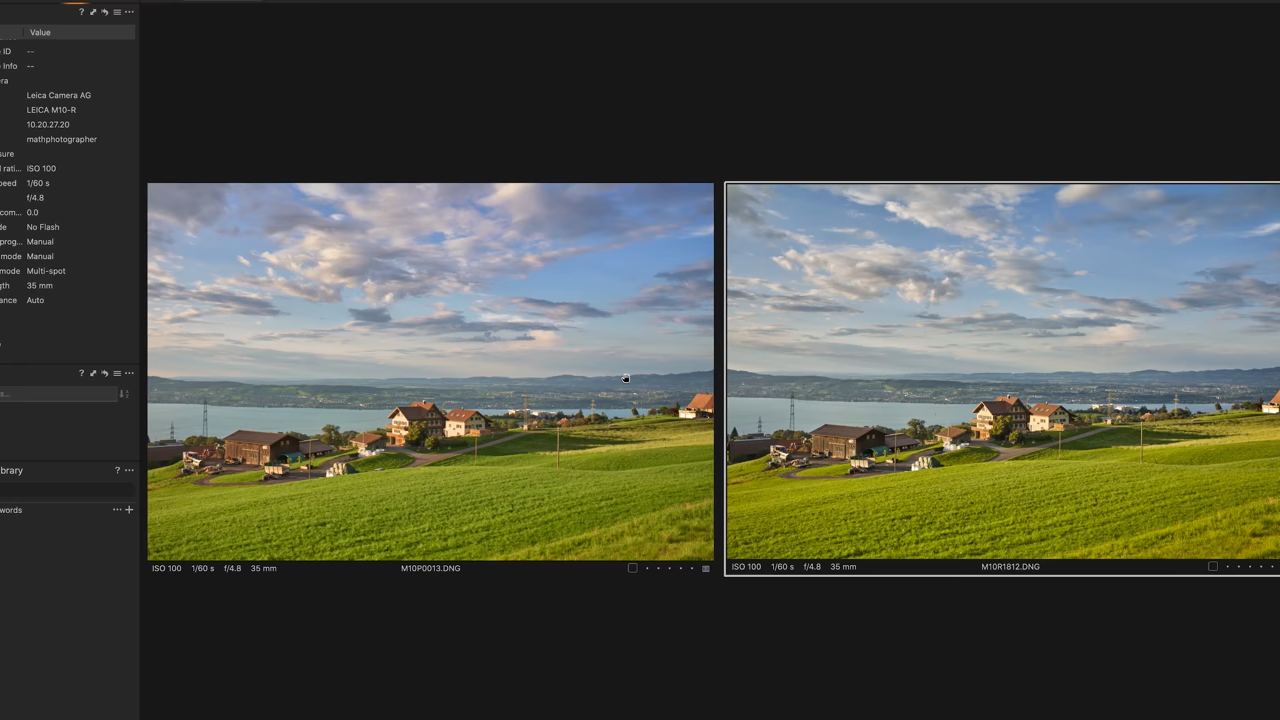 ?
Value
ID --
Info --
era
Leica Camera AG
LEICA M10-R
10.20.27.20
mathphotographer
sure
rati... ISO 100
peed 1/60 s
f/4.8
com... 0.0
de No Flash
prog... Manual
mode Manual
mode Multi-spot
gth 35 mm
ance Auto
?
s...
brary ?
words
ISO 100 1/60 s f/4.8 35 mm M10P0013.DNG
ISO 100 1/60 s f/4.8 35 mm M10R1812.DNG